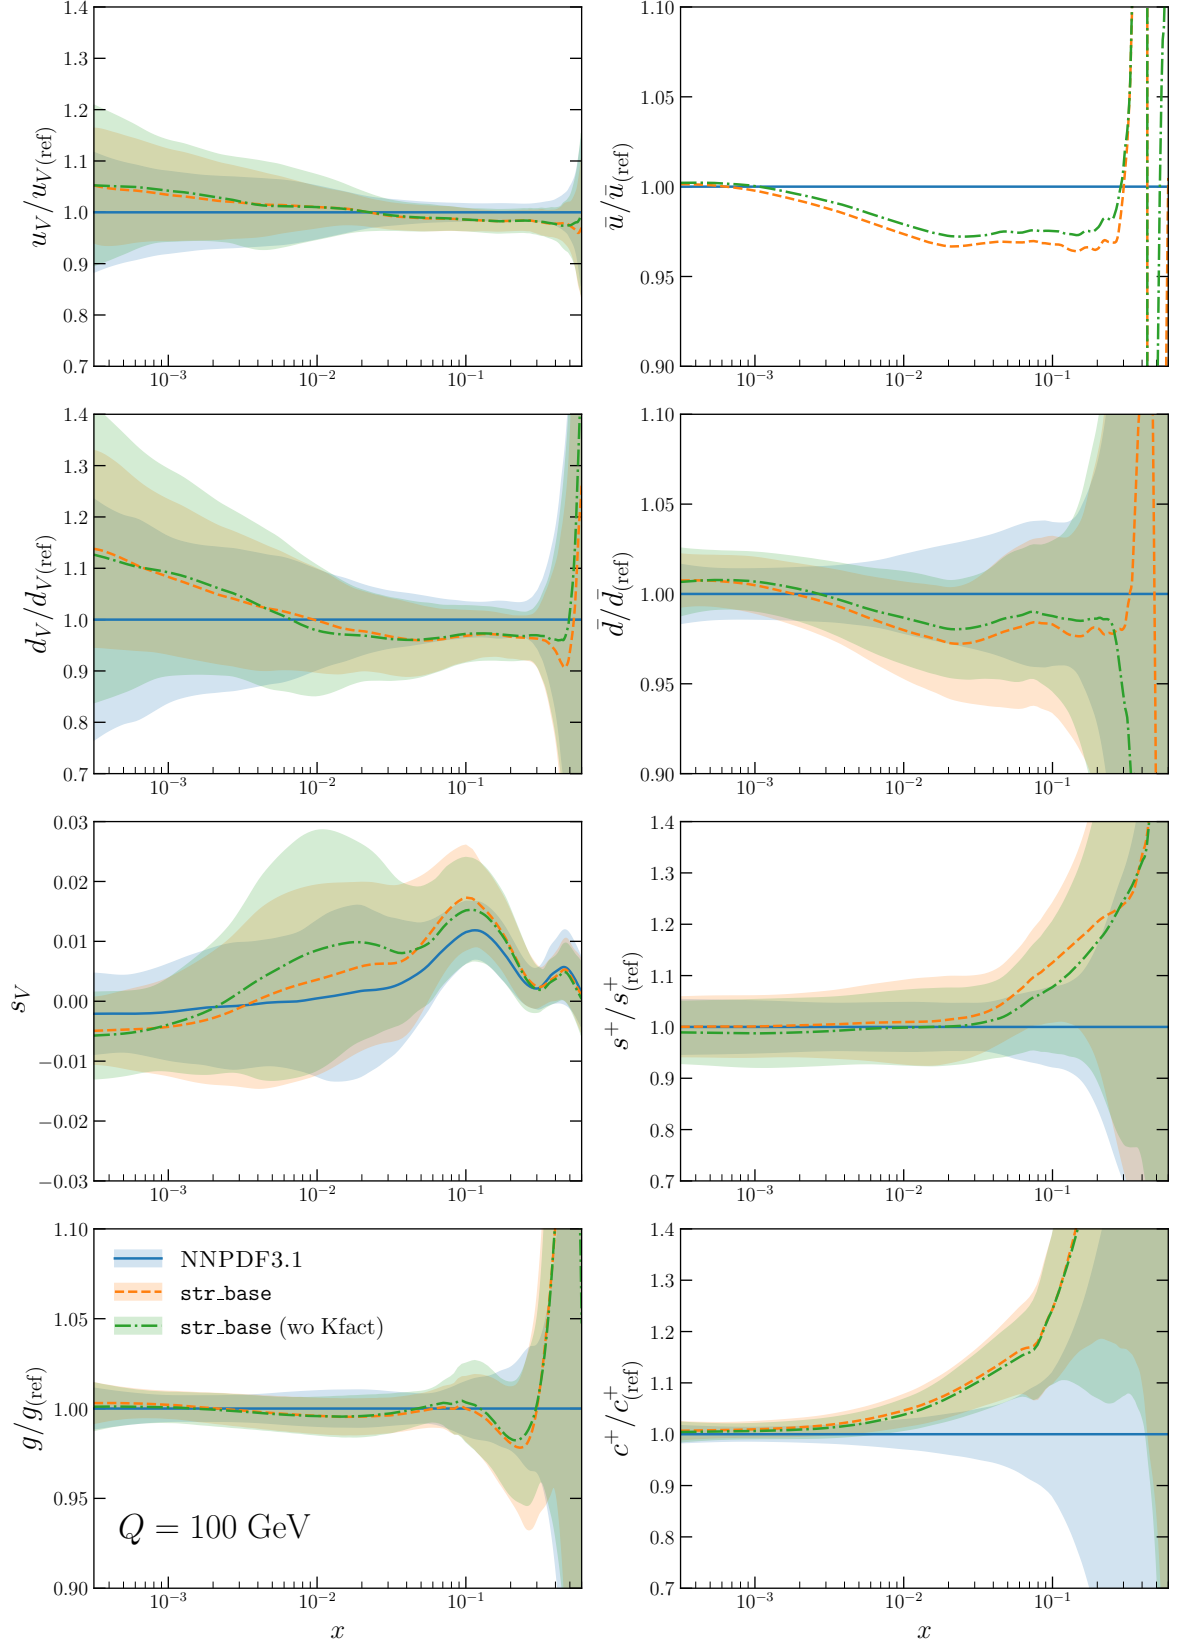 1.4
1.3
1.2
1.1
1.0
0.9
0.8
0.7
u_V/u_V(ref)
10⁻³ 10⁻² 10⁻¹
1.10
1.05
1.00
0.95
0.90
ū/ū(ref)
10⁻³ 10⁻² 10⁻¹
1.4
1.3
1.2
1.1
1.0
0.9
0.8
0.7
d_V/d_V(ref)
10⁻³ 10⁻² 10⁻¹
1.10
1.05
1.00
0.95
0.90
d̄/d̄(ref)
10⁻³ 10⁻² 10⁻¹
0.03
0.02
0.01
0.00
−0.01
−0.02
−0.03
s_V
10⁻³ 10⁻² 10⁻¹
1.4
1.3
1.2
1.1
1.0
0.9
0.8
0.7
s⁺/s⁺(ref)
10⁻³ 10⁻² 10⁻¹
1.10
1.05
1.00
0.95
0.90
g/g(ref)
NNPDF3.1
str_base
str_base (wo Kfact)
Q = 100 GeV
10⁻³ 10⁻² 10⁻¹
x
1.4
1.3
1.2
1.1
1.0
0.9
0.8
0.7
c⁺/c⁺(ref)
10⁻³ 10⁻² 10⁻¹
x